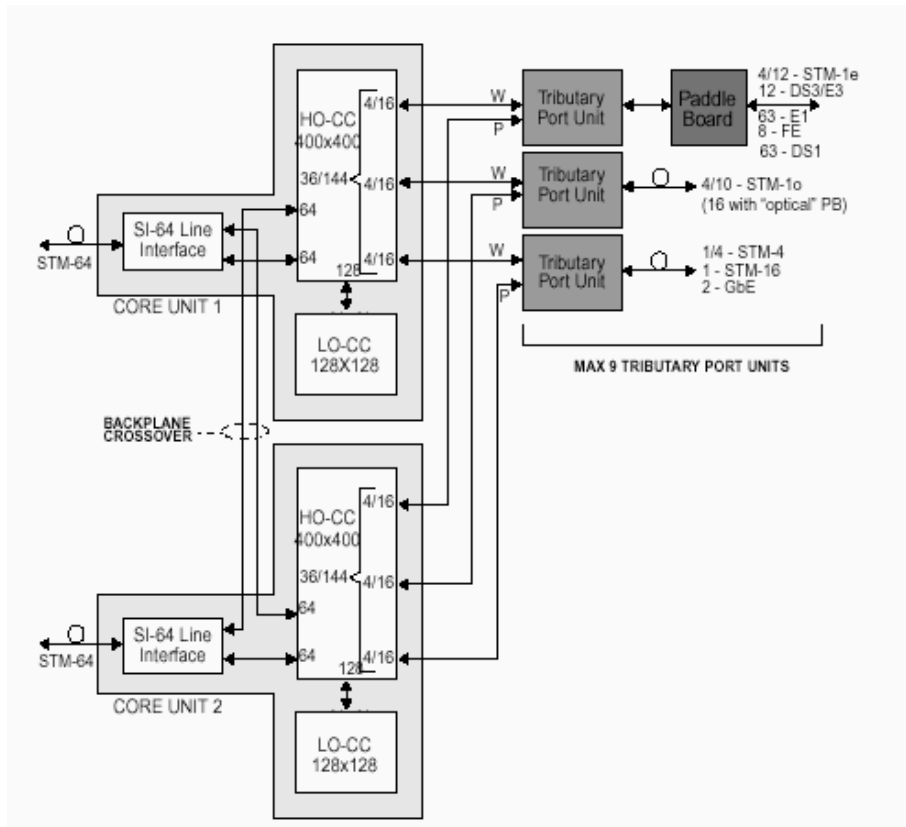 HO-CC
400x400
36/144
4/16
4/16
4/16
64
64
128
SI-64 Line
Interface
STM-64
CORE UNIT 1
LO-CC
128X128
W
P
Tributary
Port Unit
Paddle
Board
4/12 - STM-1e
12 - DS3/E3
63 - E1
8 - FE
63 - DS1
W
P
Tributary
Port Unit
4/10 - STM-1o
(16 with "optical" PB)
W
P
Tributary
Port Unit
1/4 - STM-4
1 - STM-16
2 - GbE
MAX 9 TRIBUTARY PORT UNITS
BACKPLANE
CROSSOVER
HO-CC
400x400
36/144
4/16
4/16
4/16
64
64
128
SI-64 Line
Interface
STM-64
CORE UNIT 2
LO-CC
128x128